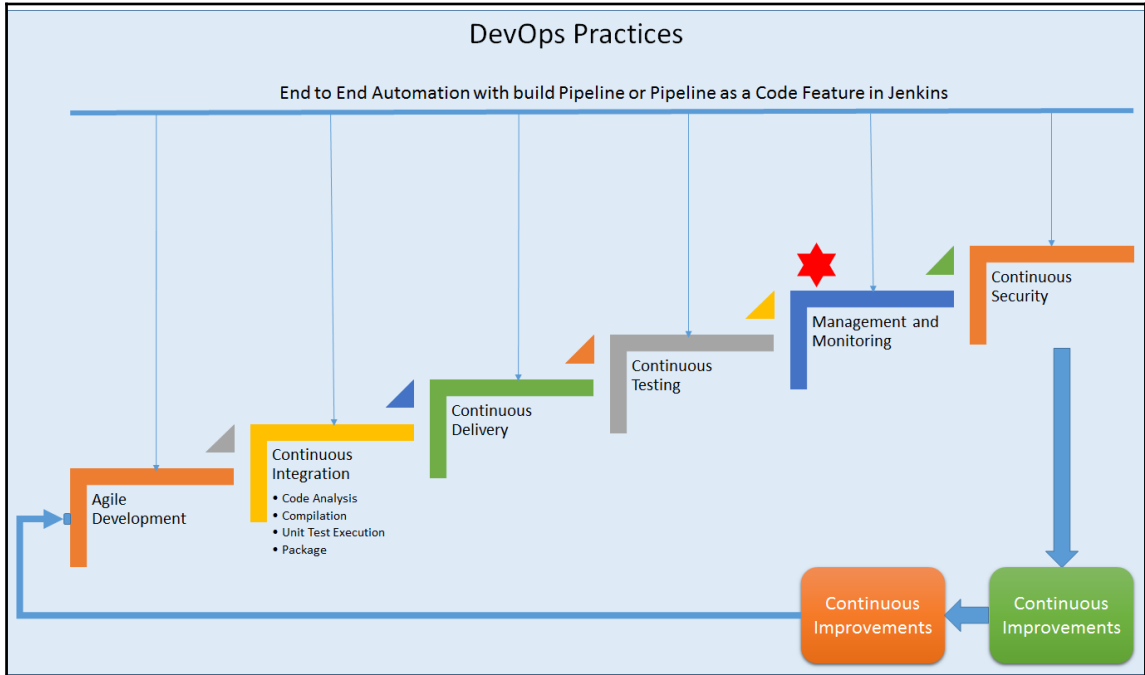 DevOps Practices
End to End Automation with build Pipeline or Pipeline as a Code Feature in Jenkins
Agile
Development
Continuous
Integration
• Code Analysis
• Compilation
• Unit Test Execution
• Package
Continuous
Delivery
Continuous
Testing
Management and
Monitoring
Continuous
Security
Continuous
Improvements
Continuous
Improvements